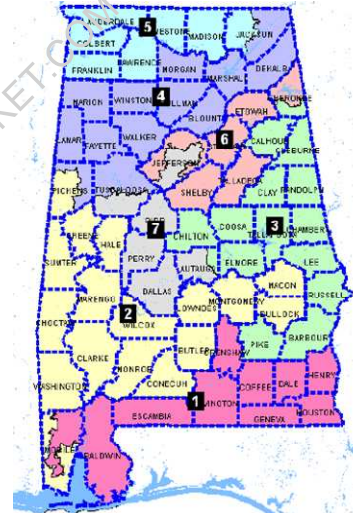 LAUDERDALE
LIMESTONE
MADISON
JACKSON
5
COLBERT
LAWRENCE
FRANKLIN
MORGAN
MARSHALL
DEKALB
CHEROKEE
MARION
WINSTON
4
CULLMAN
BLOUNT
ETOWAH
LAMAR
FAYETTE
WALKER
6
CALHOUN
CLEBURNE
JEFFERSON
TALLADEGA
PICKENS
TUSCALOOSA
SHELBY
CLAY
RANDOLPH
BIBB
GREENE
HALE
7
CHILTON
COOSA
3
TALLAPOOSA
CHAMBERS
SUMTER
PERRY
AUTAUGA
ELMORE
LEE
MARENGO
DALLAS
MACON
MONTGOMERY
RUSSELL
CHOCTAW
2
WILCOX
LOWNDES
BULLOCK
CLARKE
BUTLER
CRENSHAW
PIKE
BARBOUR
WASHINGTON
MONROE
CONECUH
1
COFFEE
DALE
HENRY
ESCAMBIA
GENEVA
HOUSTON
MOBILE
BALDWIN